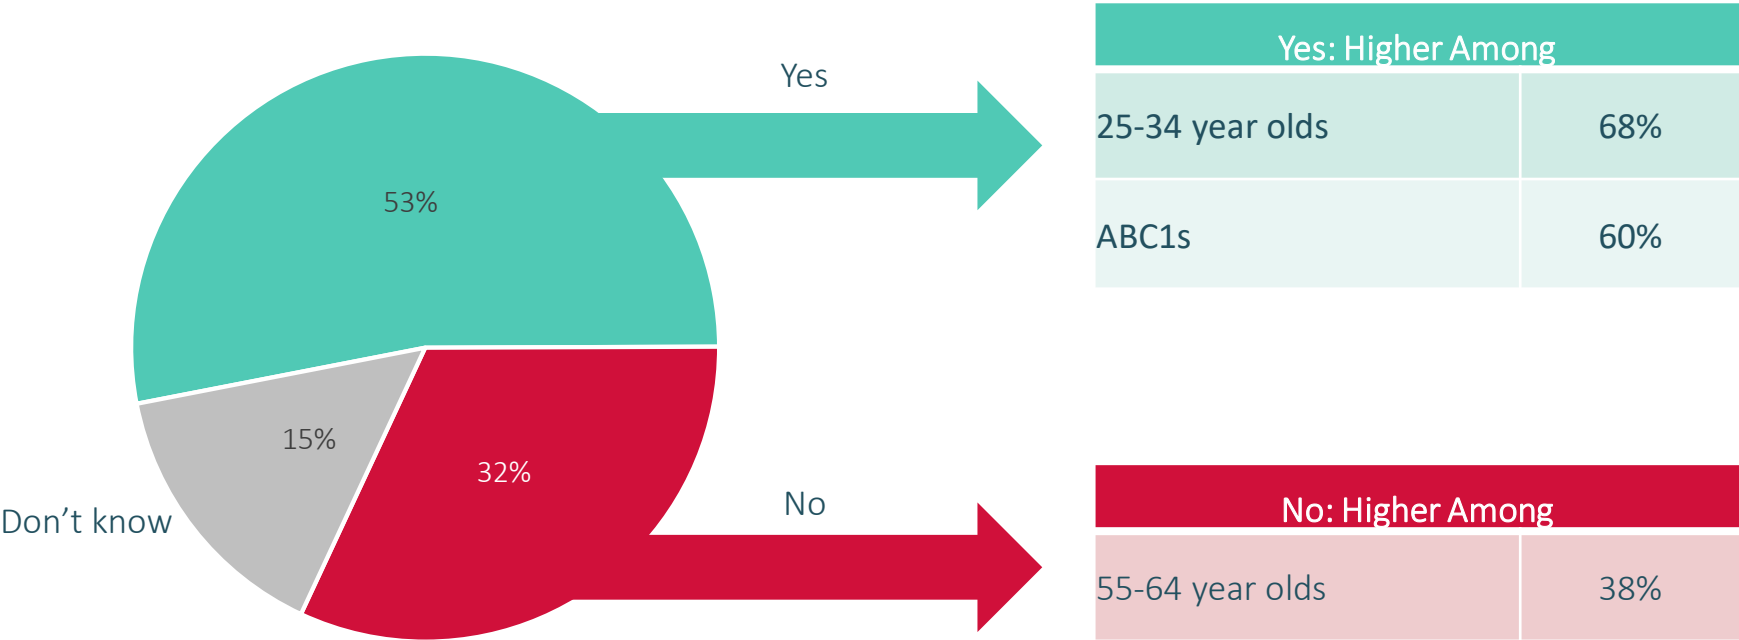 Yes
53%
15%
32%
Don’t know
No
Yes: Higher Among
25-34 year olds 68%
ABC1s 60%
No: Higher Among
55-64 year olds 38%